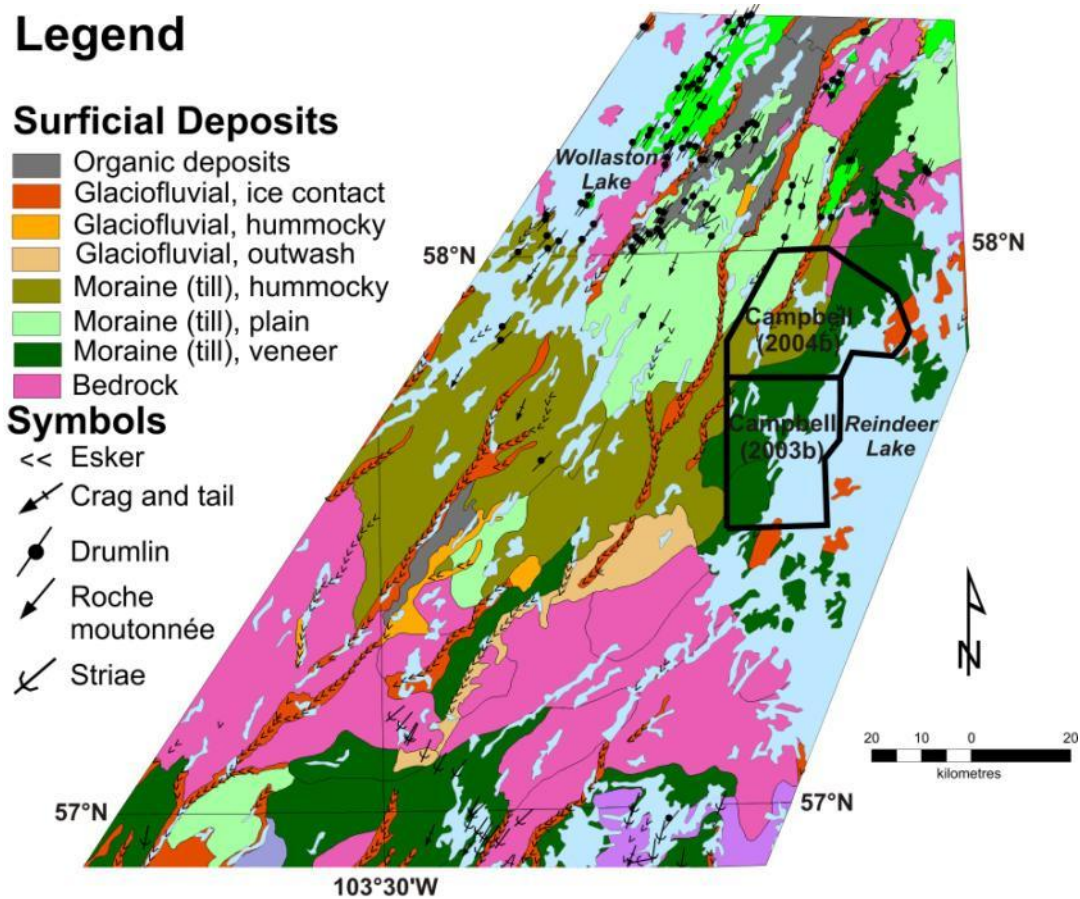 Legend
Surficial Deposits
Organic deposits
Glaciofluvial, ice contact
Glaciofluvial, hummocky
Glaciofluvial, outwash
Moraine (till), hummocky
Moraine (till), plain
Moraine (till), veneer
Bedrock
Symbols
Esker
Crag and tail
Drumlin
Roche
moutonnée
Striae
Wollaston
Lake
58°N
58°N
Campbell
(2004b)
Campbell
(2003b)
Reindeer
Lake
N
20 10 0 20
kilometres
57°N
57°N
103°30'W